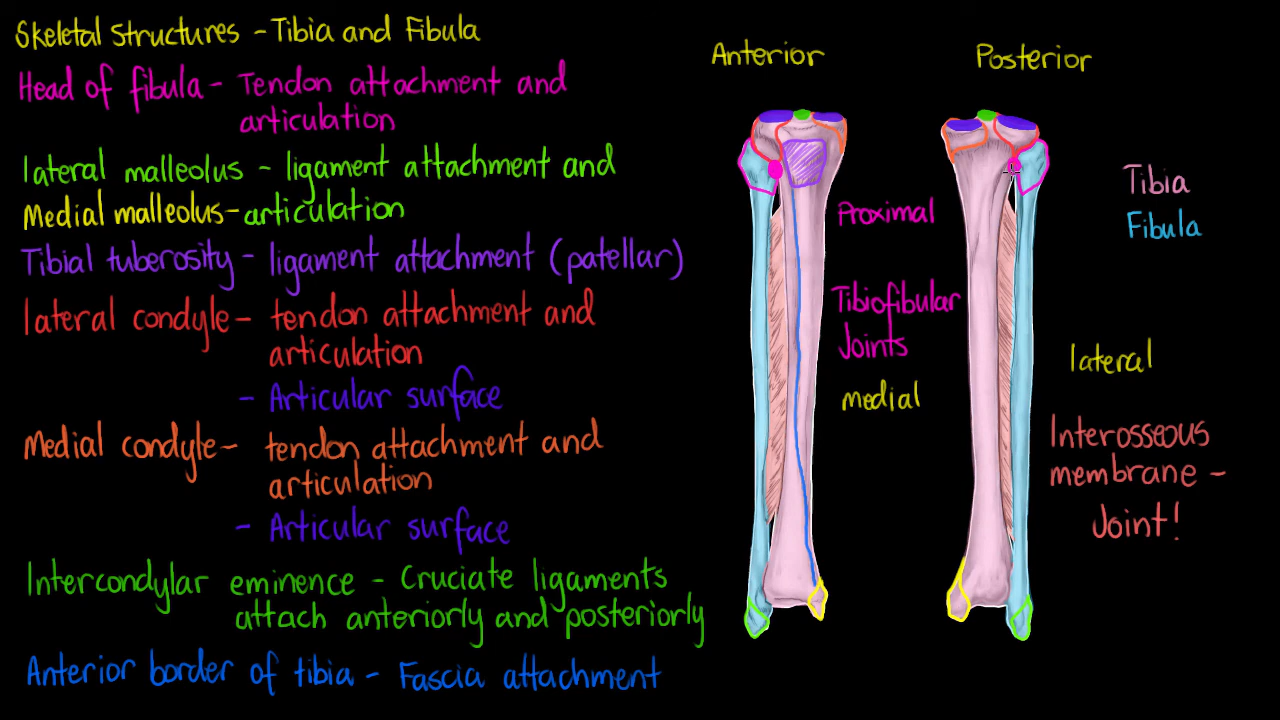 Skeletal Structures - Tibia and Fibula
Head of fibula - Tendon attachment and
articulation
lateral malleolus - ligament attachment and
Medial malleolus - articulation
Tibial tuberosity - ligament attachment (patellar)
lateral condyle - tendon attachment and
articulation
- Articular surface
Medial condyle - tendon attachment and
articulation
- Articular surface
Intercondylar eminence - Cruciate ligaments
attach anteriorly and posteriorly
Anterior border of tibia - Fascia attachment
Anterior
Posterior
Proximal
Tibiofibular
Joints
medial
Tibia
Fibula
lateral
Interosseous
membrane -
Joint!